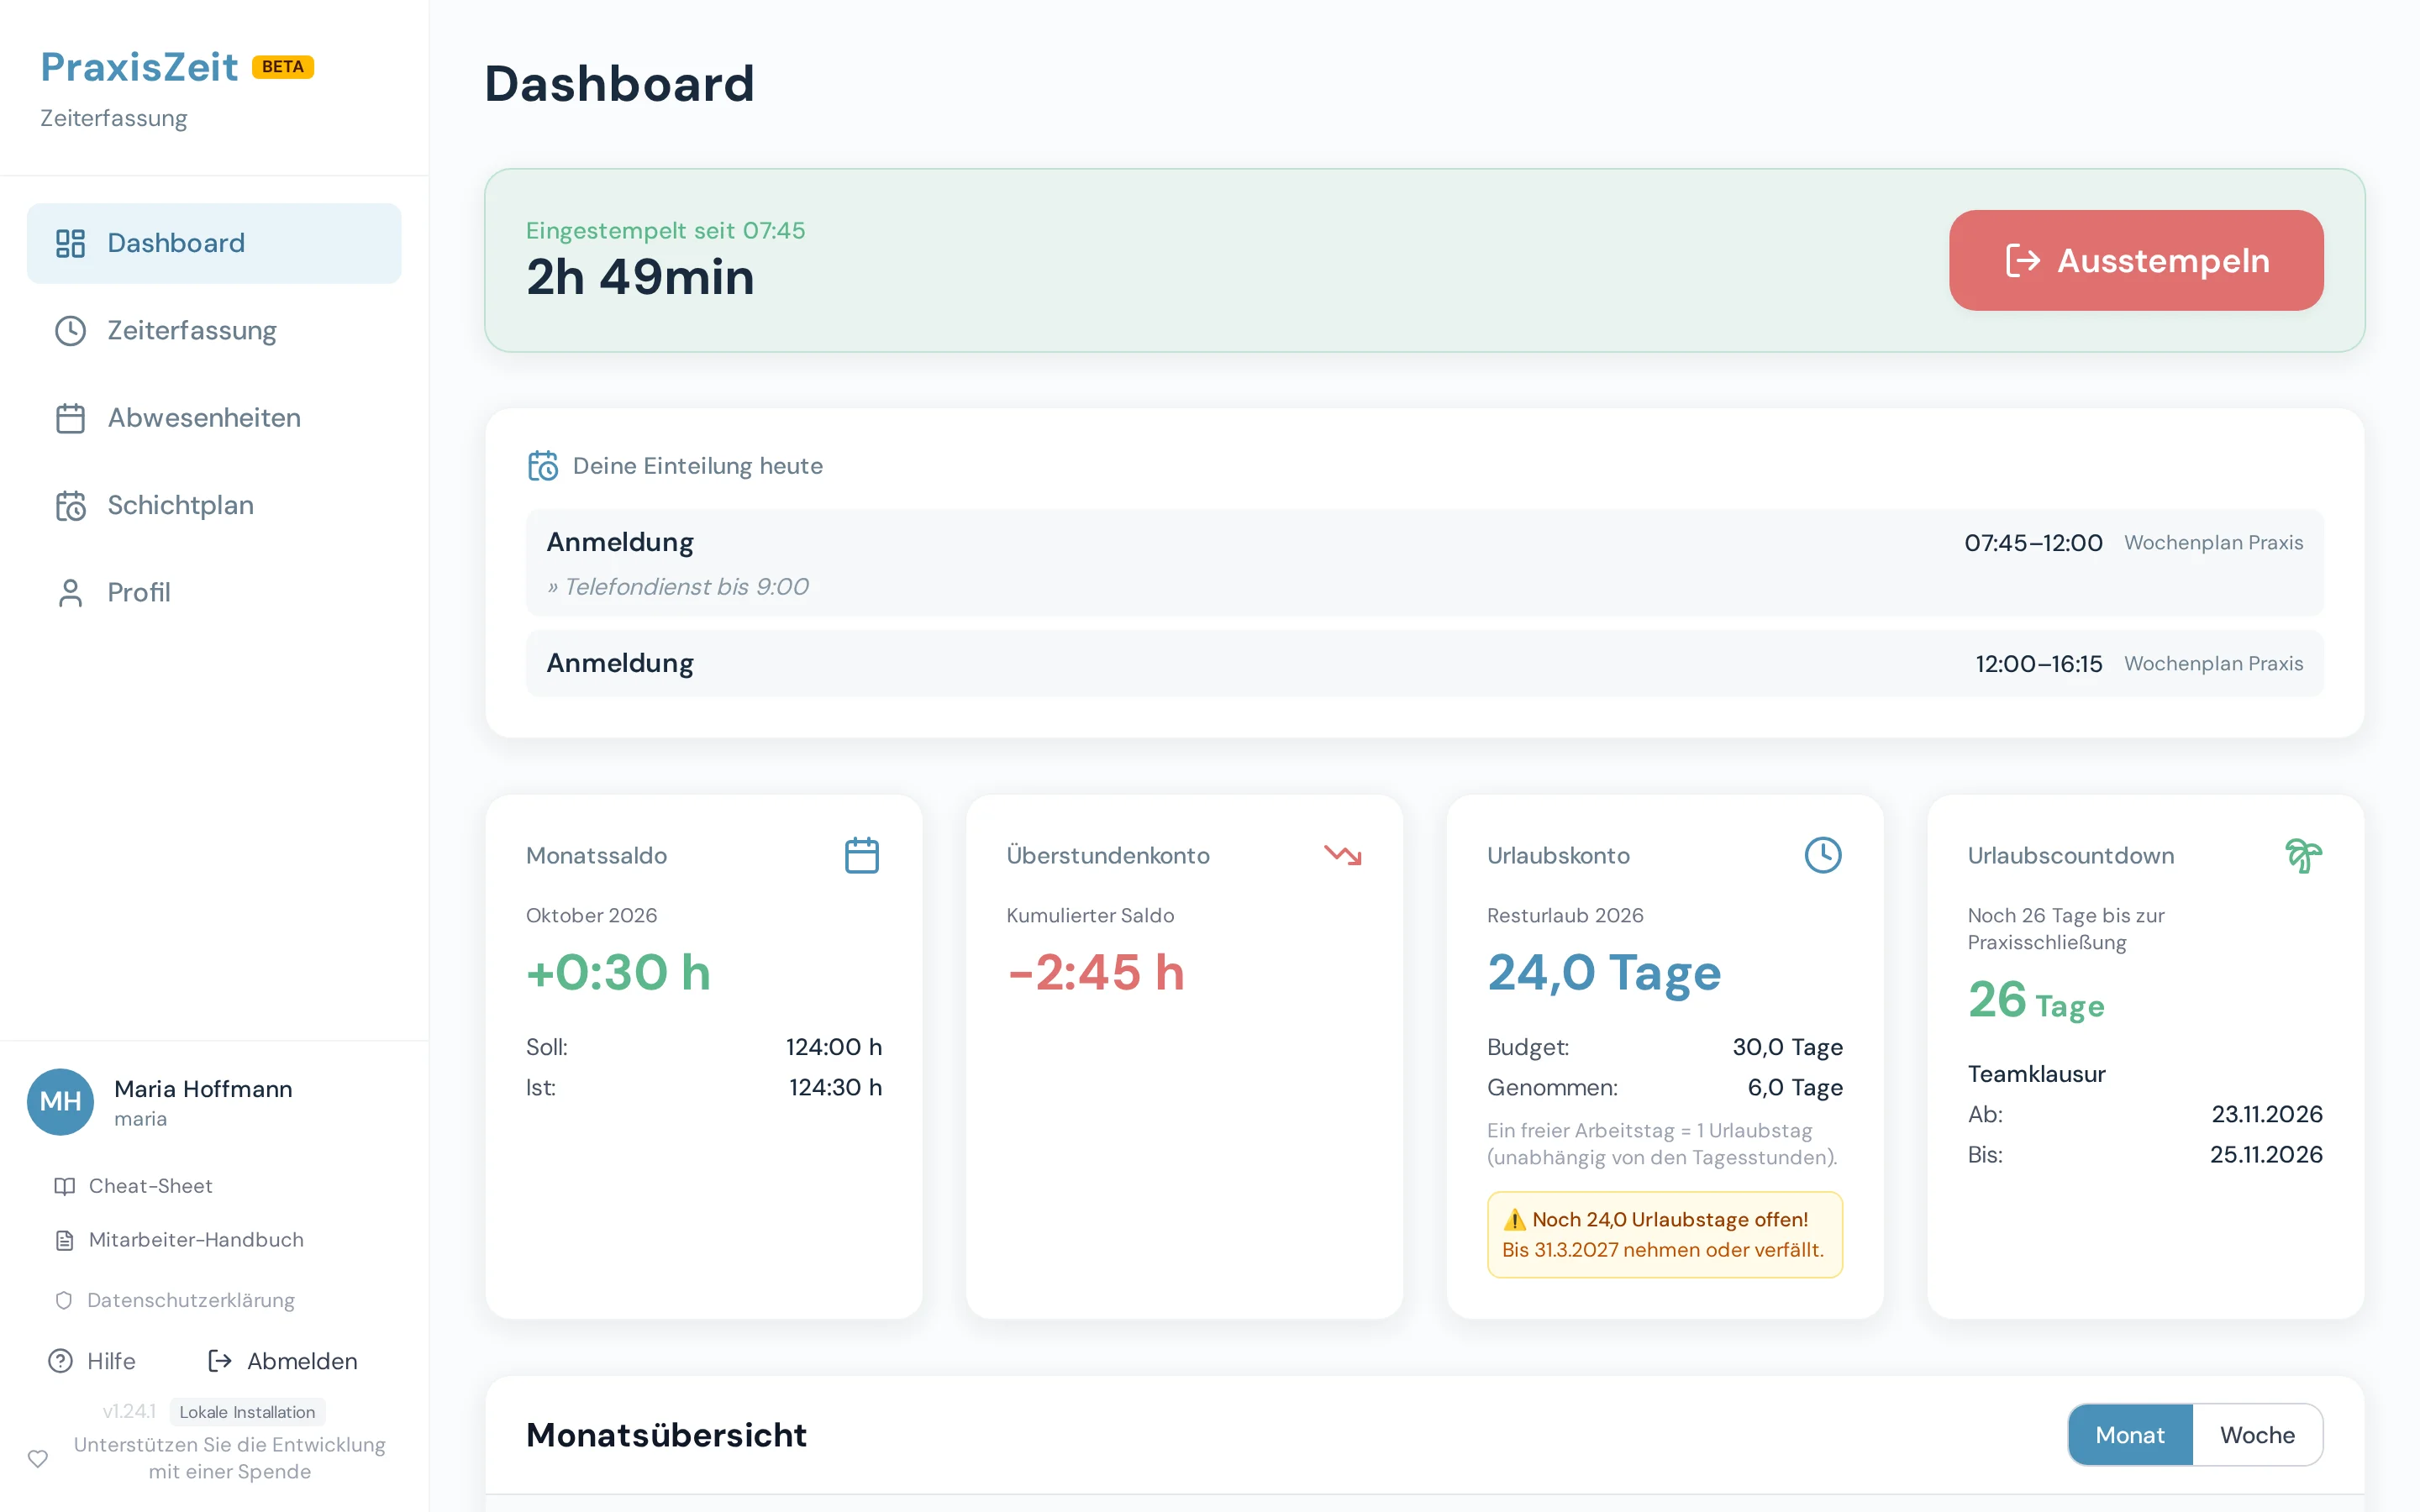 PraxisZeit BETA
Zeiterfassung
Dashboard
Zeiterfassung
Abwesenheiten
Schichtplan
Profil
MH
Maria Hoffmann
maria
Cheat-Sheet
Mitarbeiter-Handbuch
Datenschutzerklärung
Hilfe Abmelden
v1.24.1 Lokale Installation
Unterstützen Sie die Entwicklung
mit einer Spende
Dashboard
Eingestempelt seit 07:45
2h 49min
Ausstempeln
Deine Einteilung heute
Anmeldung 07:45–12:00 Wochenplan Praxis
» Telefondienst bis 9:00
Anmeldung 12:00–16:15 Wochenplan Praxis
Monatssaldo
Oktober 2026
+0:30 h
Soll: 124:00 h
Ist: 124:30 h
Überstundenkonto
Kumulierter Saldo
-2:45 h
Urlaubskonto
Resturlaub 2026
24,0 Tage
Budget: 30,0 Tage
Genommen: 6,0 Tage
Ein freier Arbeitstag = 1 Urlaubstag
(unabhängig von den Tagesstunden).
⚠️ Noch 24,0 Urlaubstage offen!
Bis 31.3.2027 nehmen oder verfällt.
Urlaubscountdown
Noch 26 Tage bis zur
Praxisschließung
26 Tage
Teamklausur
Ab: 23.11.2026
Bis: 25.11.2026
Monatsübersicht
Monat Woche